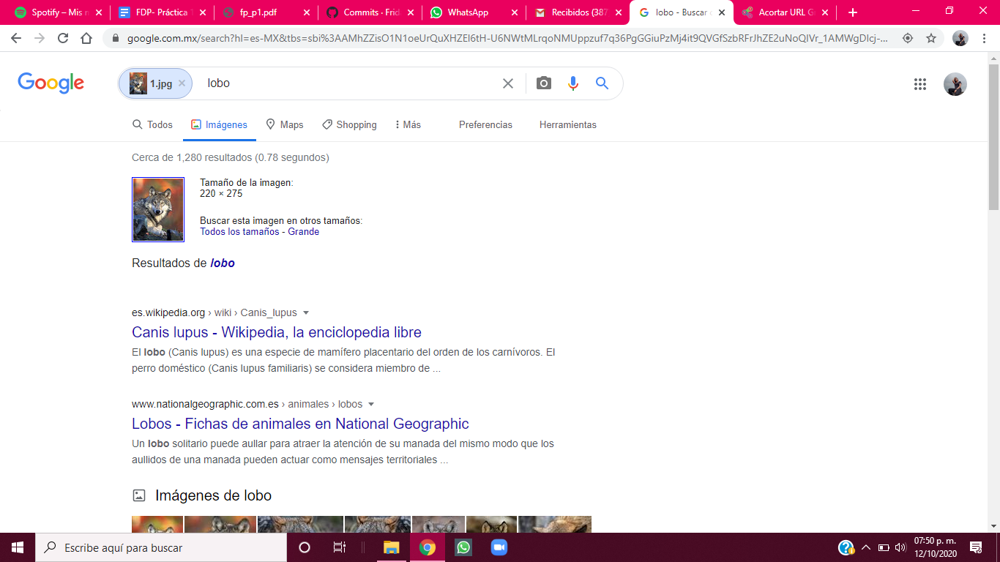 Spotify – Mis m
FDP- Práctica 1
fp_p1.pdf
Commits · Frid
WhatsApp
Recibidos (387
lobo - Buscar c
Acortar URL G
google.com.mx/search?hl=es-MX&tbs=sbi%3AAMhZZisO1N1oeUrQuXHZEl6tH-U6NWtMLrqoNMUppzuf7q36PgGGiuPzMj4it9QVGfSzbRFrJhZE2uNoQIVr_1AMWgDIcj-...
Google
1.jpg
lobo
Todos
Imágenes
Maps
Shopping
Más
Preferencias
Herramientas
Cerca de 1,280 resultados (0.78 segundos)
Tamaño de la imagen:
220 × 275
Buscar esta imagen en otros tamaños:
Todos los tamaños - Grande
Resultados de lobo
es.wikipedia.org › wiki › Canis_lupus
Canis lupus - Wikipedia, la enciclopedia libre
El lobo (Canis lupus) es una especie de mamífero placentario del orden de los carnívoros. El
perro doméstico (Canis lupus familiaris) se considera miembro de ...
www.nationalgeographic.com.es › animales › lobos
Lobos - Fichas de animales en National Geographic
Un lobo solitario puede aullar para atraer la atención de su manada del mismo modo que los
aullidos de una manada pueden actuar como mensajes territoriales ...
Imágenes de lobo
Escribe aquí para buscar
07:50 p. m.
12/10/2020